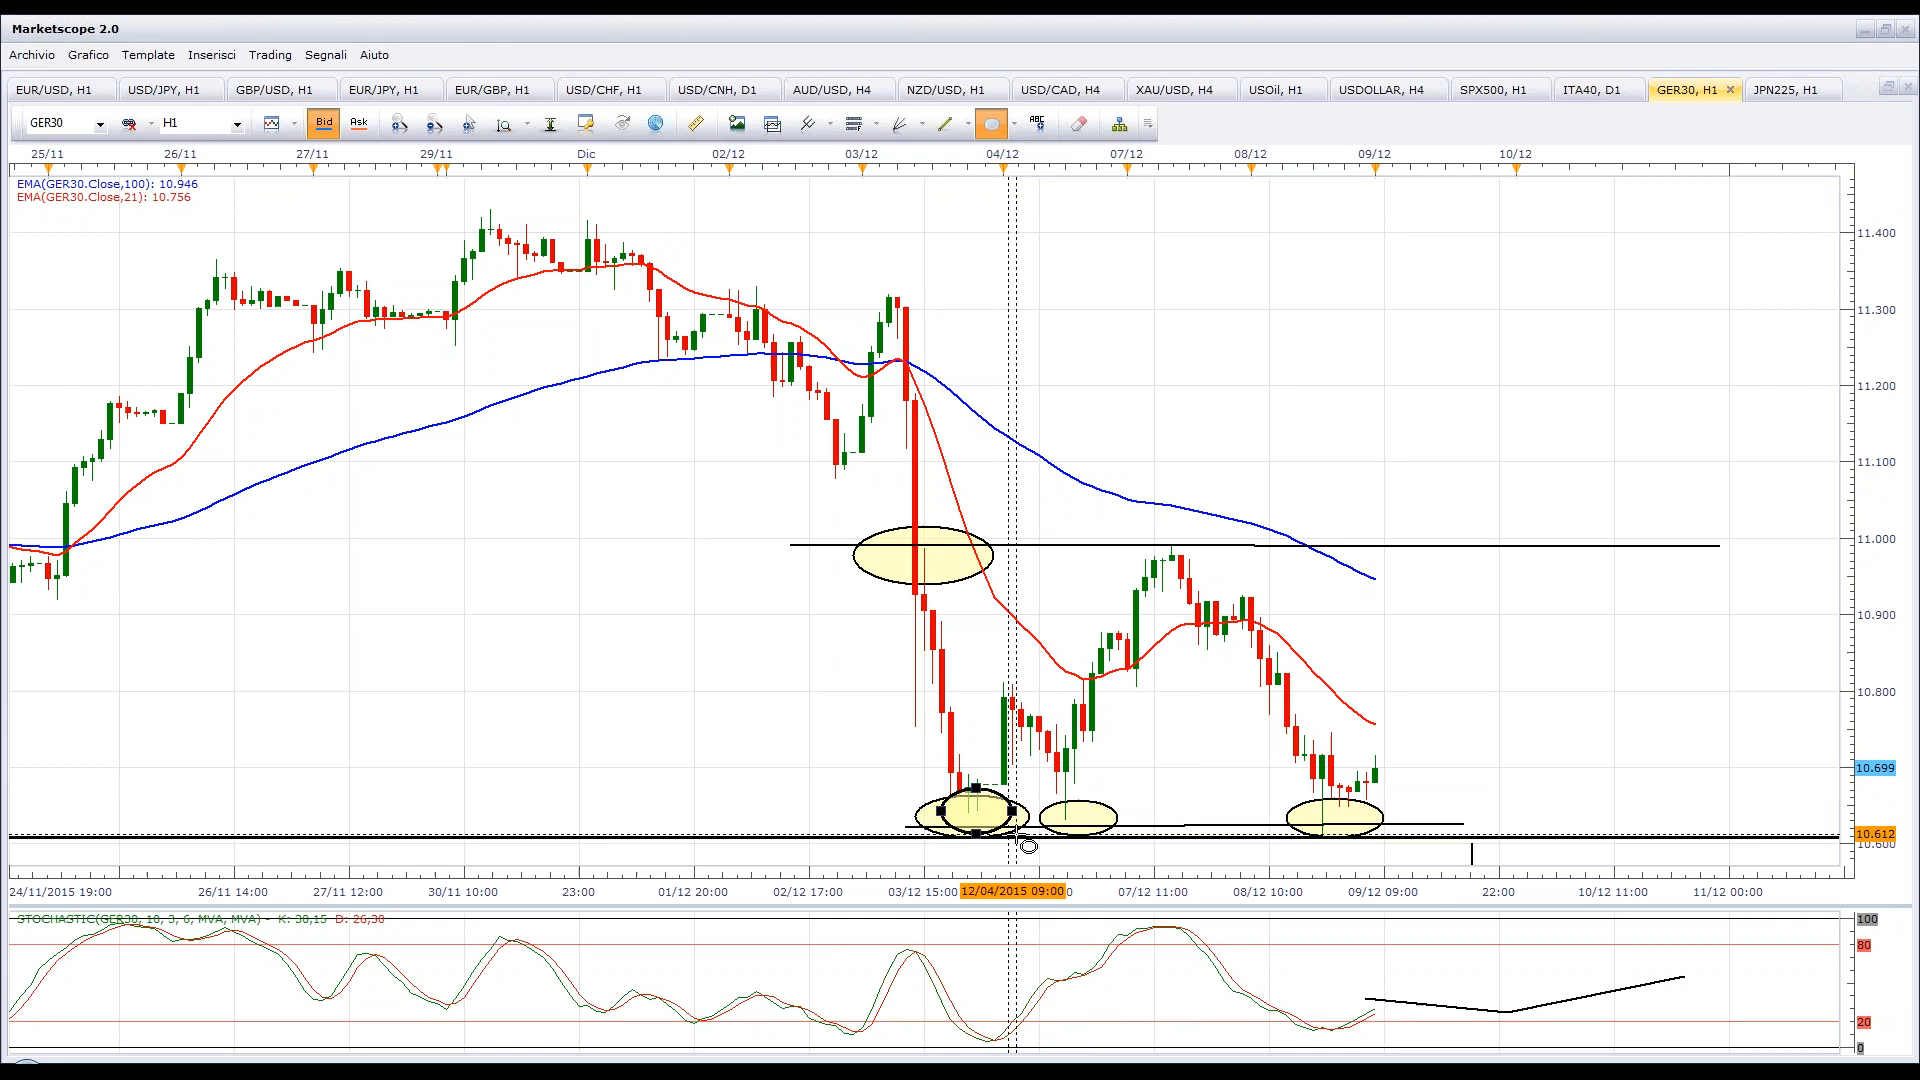 Marketscope 2.0
Archivio Grafico Template Inserisci Trading Segnali Aiuto
EUR/USD, H1 USD/JPY, H1 GBP/USD, H1 EUR/JPY, H1 EUR/GBP, H1 USD/CHF, H1 USD/CNH, D1 AUD/USD, H4 NZD/USD, H1 USD/CAD, H4 XAU/USD, H4 USOil, H1 USDOLLAR, H4 SPX500, H1 ITA40, D1 GER30, H1 JPN225, H1
GER30 H1 Bid Ask ABC
25/11 26/11 27/11 29/11 Dic 02/12 03/12 04/12 07/12 08/12 09/12 10/12
EMA(GER30.Close,100): 10.946
EMA(GER30.Close,21): 10.756
11.400
11.300
11.200
11.100
11.000
10.900
10.800
10.699
10.612
10.600
24/11/2015 19:00 26/11 14:00 27/11 12:00 30/11 10:00 23:00 01/12 20:00 02/12 17:00 03/12 15:00 12/04/2015 09:00 07/12 11:00 08/12 10:00 09/12 09:00 22:00 10/12 11:00 11/12 00:00
STOCHASTIC(GER30, 10, 3, 6, MVA, MVA) - K: 30,15 D: 26,30
100
80
20
0